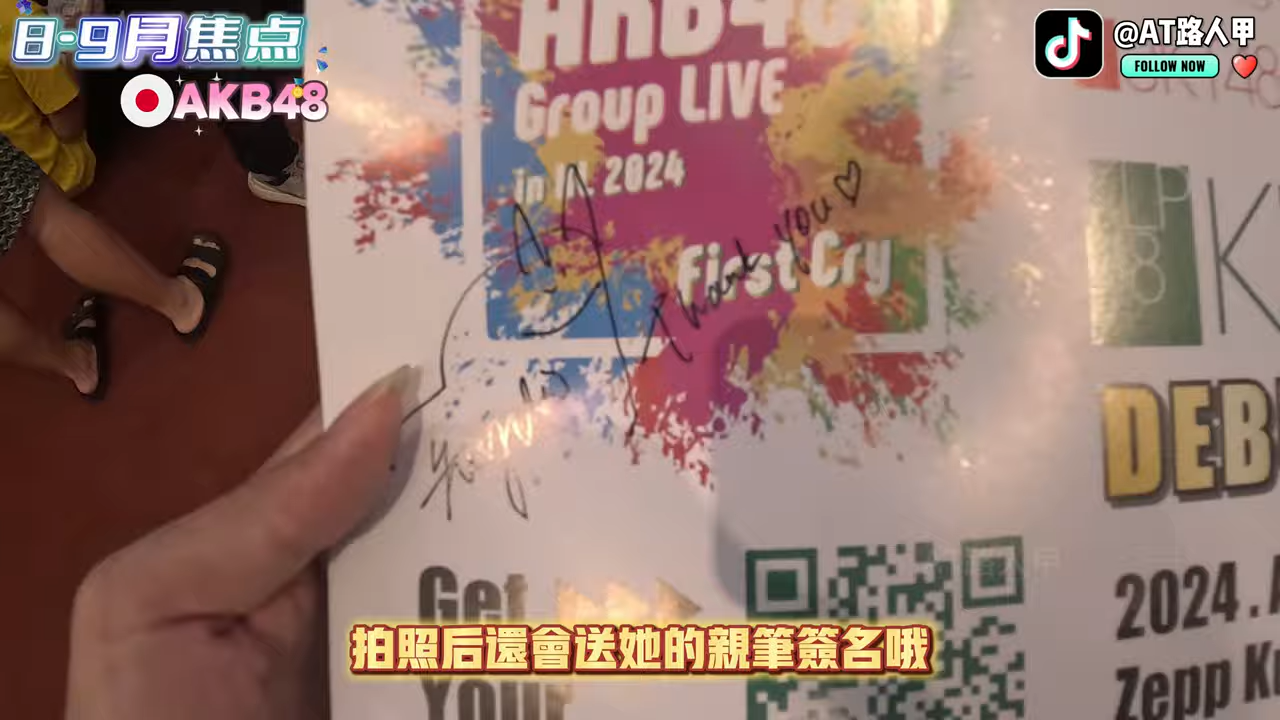 8-9月焦点
AKB48
@AT路人甲
FOLLOW NOW
AKB48
Group LIVE
in KL 2024
First Cry
Thank you♡
KLP48
DEB
2024.
Zepp K
Get
Your
拍照后還會送她的親筆簽名哦